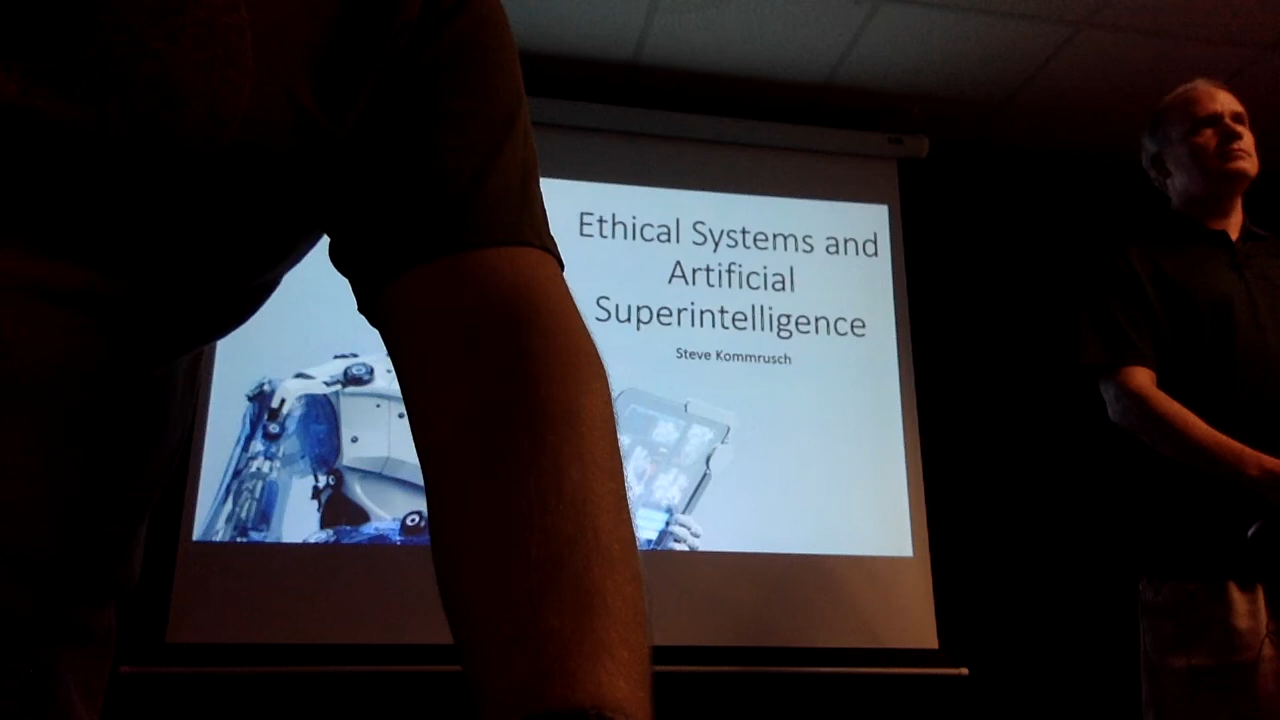 Ethical Systems and
Artificial
Superintelligence
Steve Kommrusch